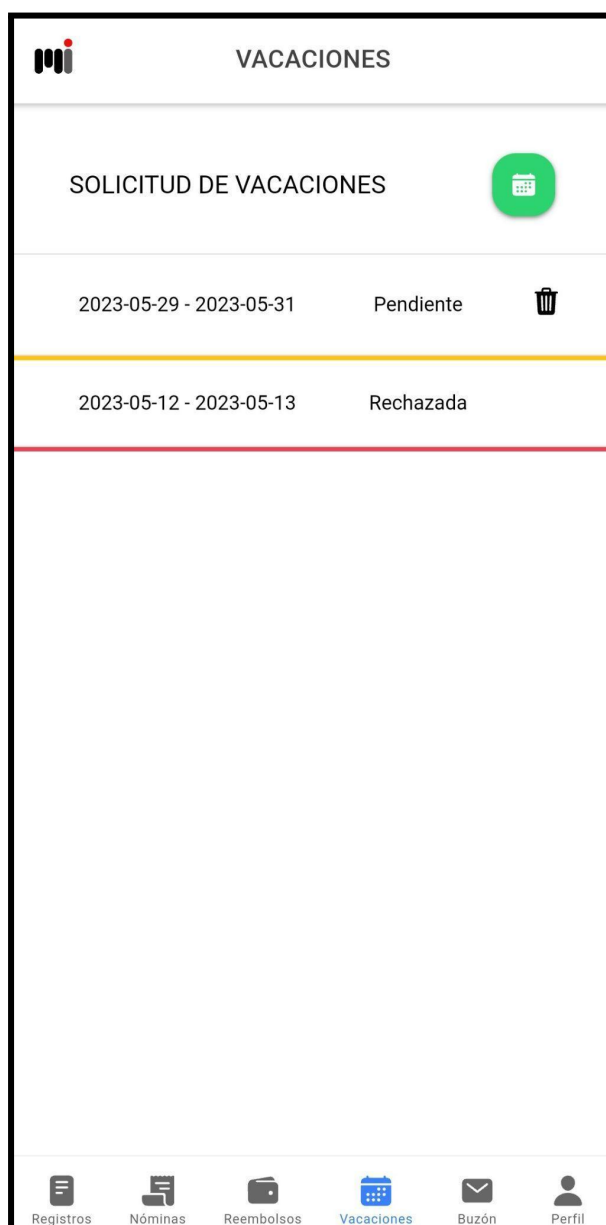 VACACIONES
SOLICITUD DE VACACIONES
2023-05-29 - 2023-05-31 Pendiente
2023-05-12 - 2023-05-13 Rechazada
Registros Nóminas Reembolsos Vacaciones Buzón Perfil